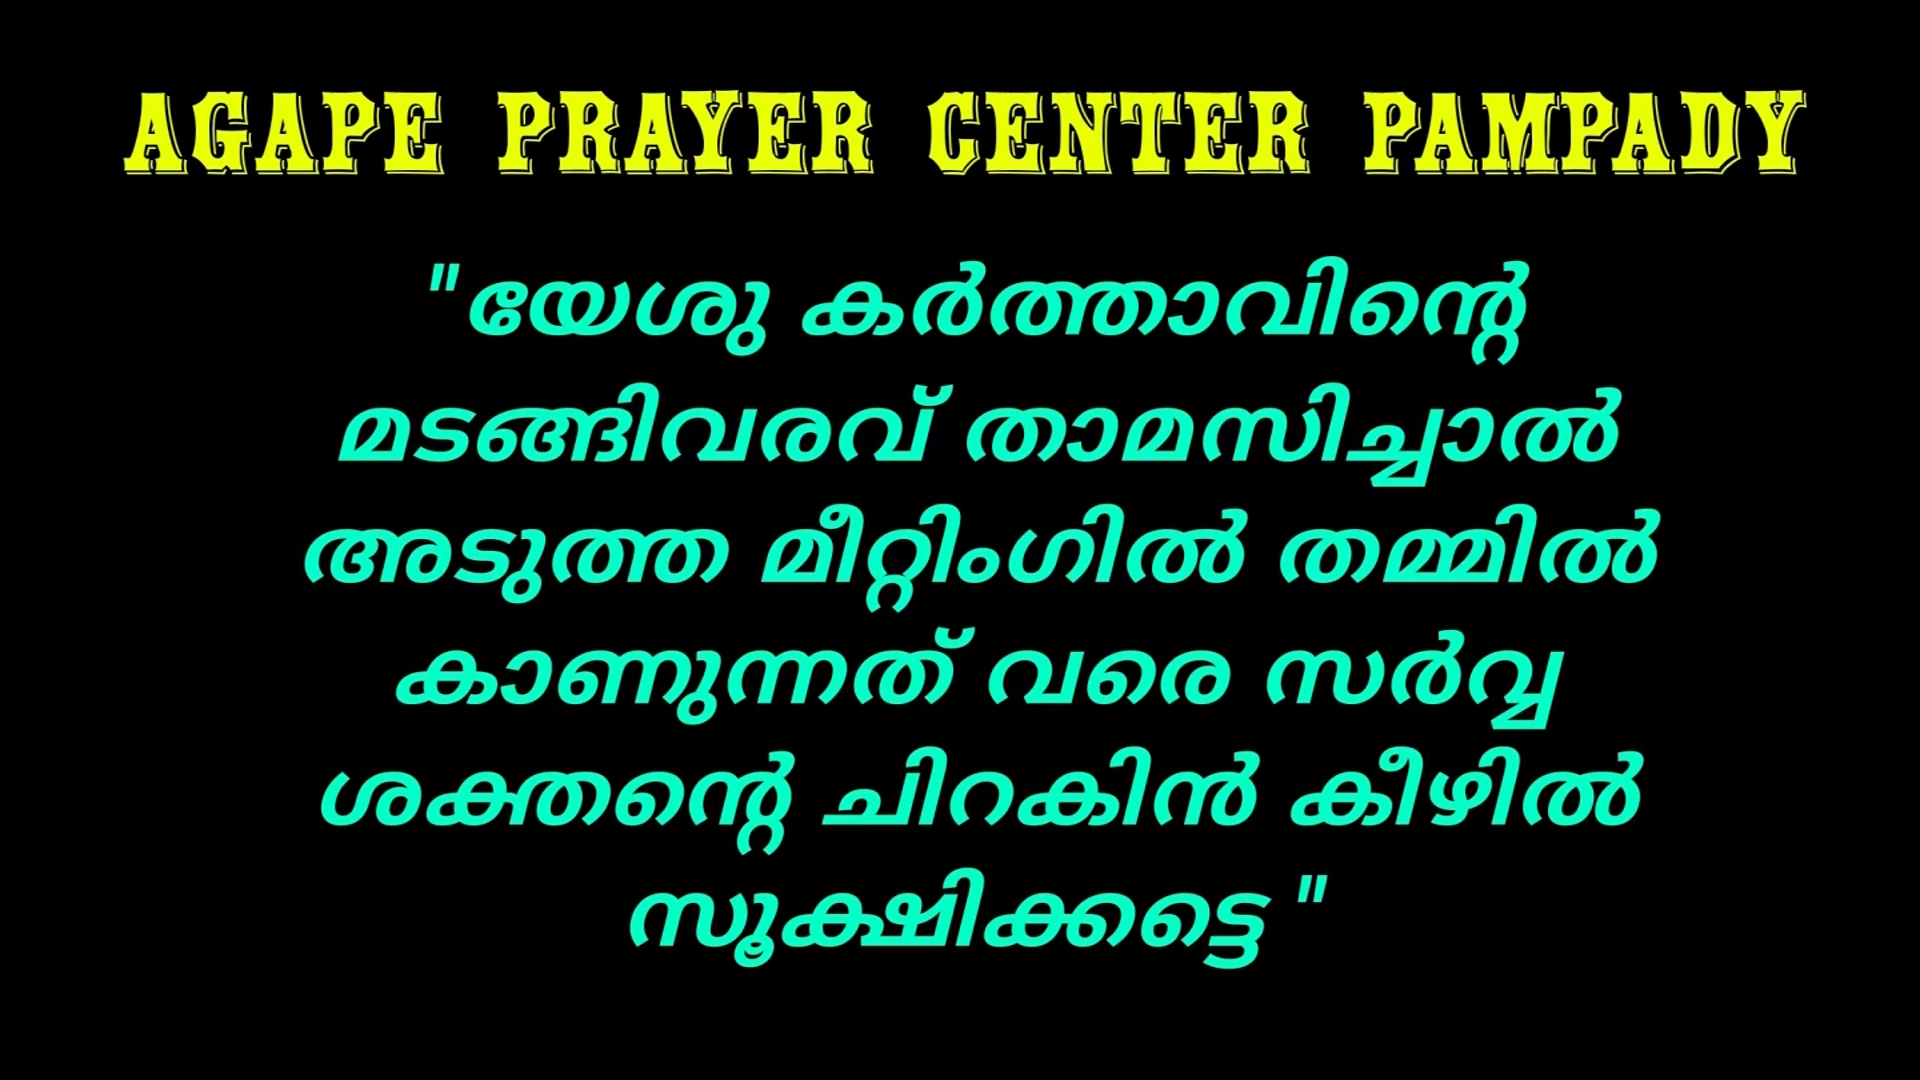 AGAPE PRAYER CENTER PAMPADY
"യേശു കർത്താവിന്റെ
മടങ്ങിവരവ് താമസിച്ചാൽ
അടുത്ത മീറ്റിംഗിൽ തമ്മിൽ
കാണുന്നത് വരെ സർവ്വ
ശക്തന്റെ ചിറകിൻ കീഴിൽ
സൂക്ഷിക്കട്ടെ "